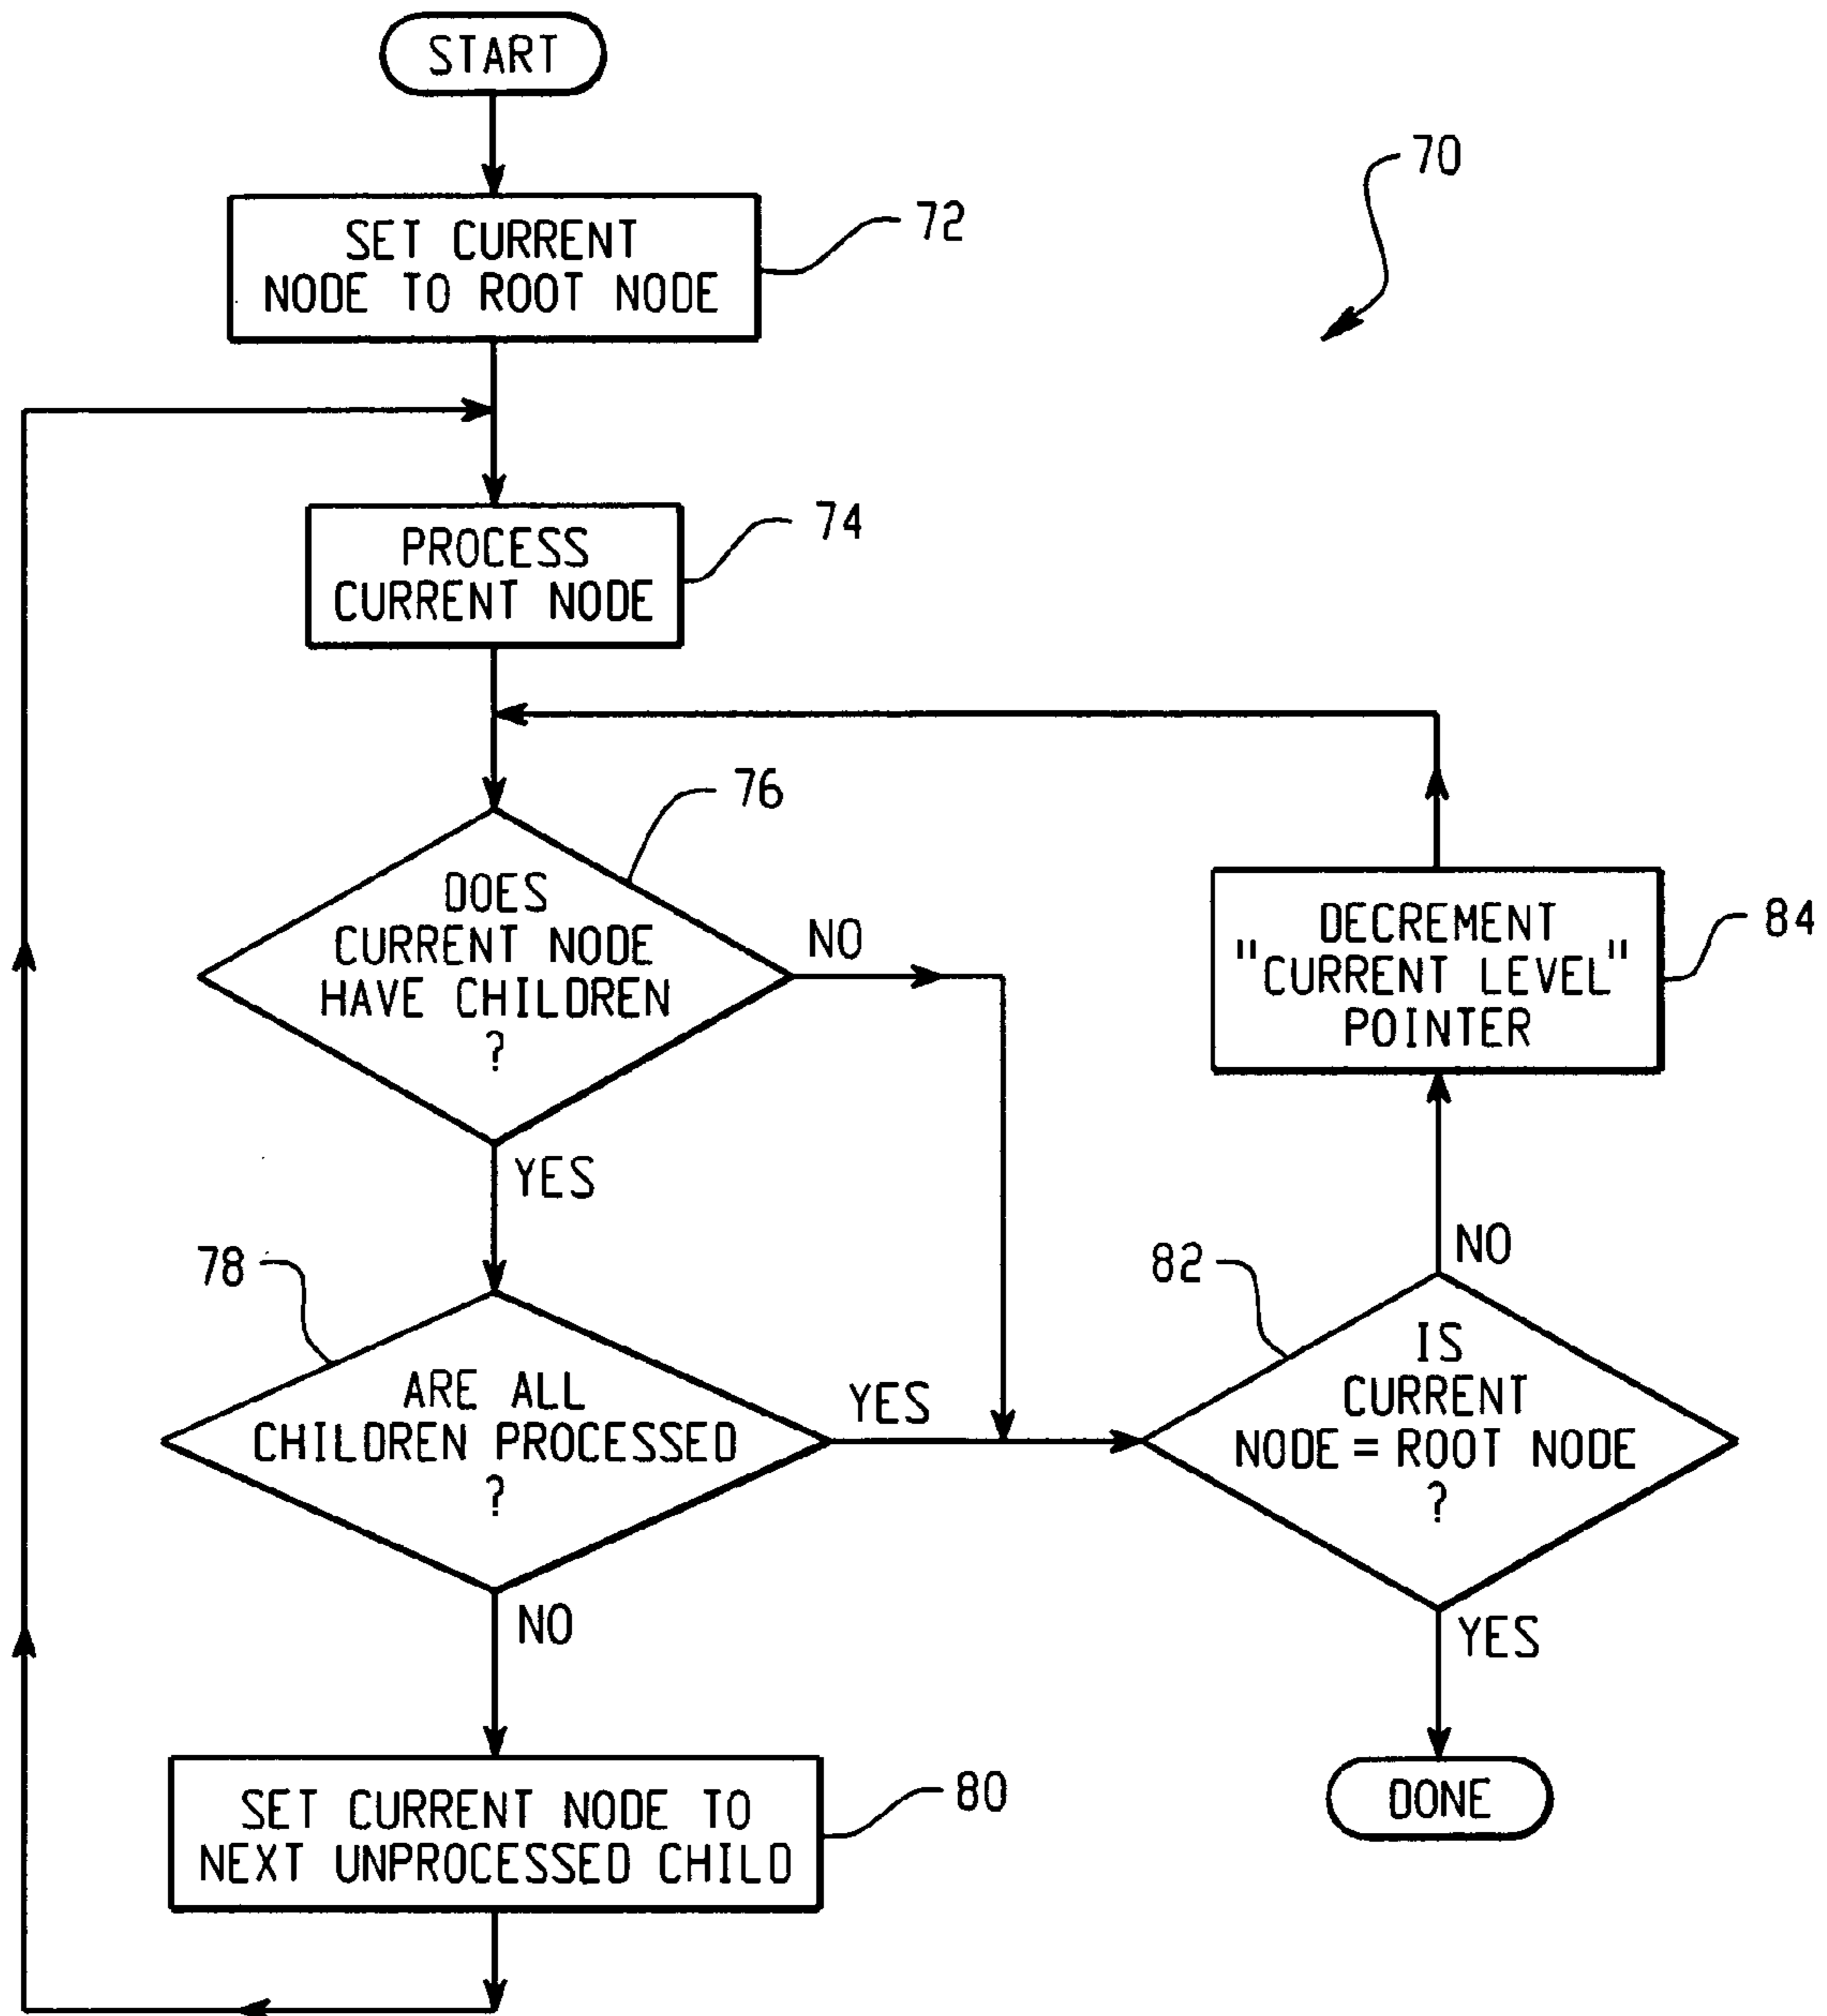 START
70
SET CURRENT
NODE TO ROOT NODE
72
PROCESS
CURRENT NODE
74
76
DOES
CURRENT NODE
HAVE CHILDREN
?
NO
YES
DECREMENT
"CURRENT LEVEL"
POINTER
84
78
ARE ALL
CHILDREN PROCESSED
?
YES
NO
82
NO
IS
CURRENT
NODE = ROOT NODE
?
YES
SET CURRENT NODE TO
NEXT UNPROCESSED CHILD
80
DONE